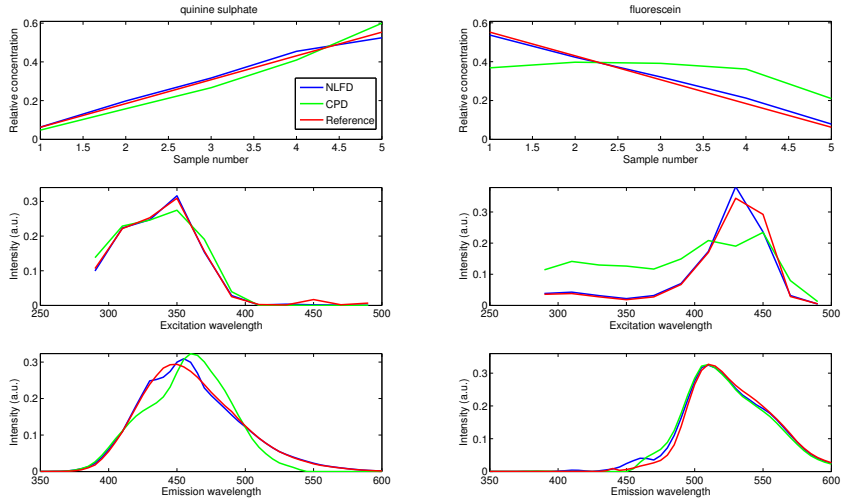 quinine sulphate
0.6
0.4
0.2
0
Relative concentration
NLFD
CPD
Reference
1 1.5 2 2.5 3 3.5 4 4.5 5
Sample number
fluorescein
0.6
0.4
0.2
0
Relative concentration
1 1.5 2 2.5 3 3.5 4 4.5 5
Sample number
0.3
0.2
0.1
0
Intensity (a.u.)
250 300 350 400 450 500
Excitation wavelength
0.3
0.2
0.1
0
Intensity (a.u.)
250 300 350 400 450 500
Excitation wavelength
0.3
0.2
0.1
0
Intensity (a.u.)
350 400 450 500 550 600
Emission wavelength
0.3
0.2
0.1
0
Intensity (a.u.)
350 400 450 500 550 600
Emission wavelength